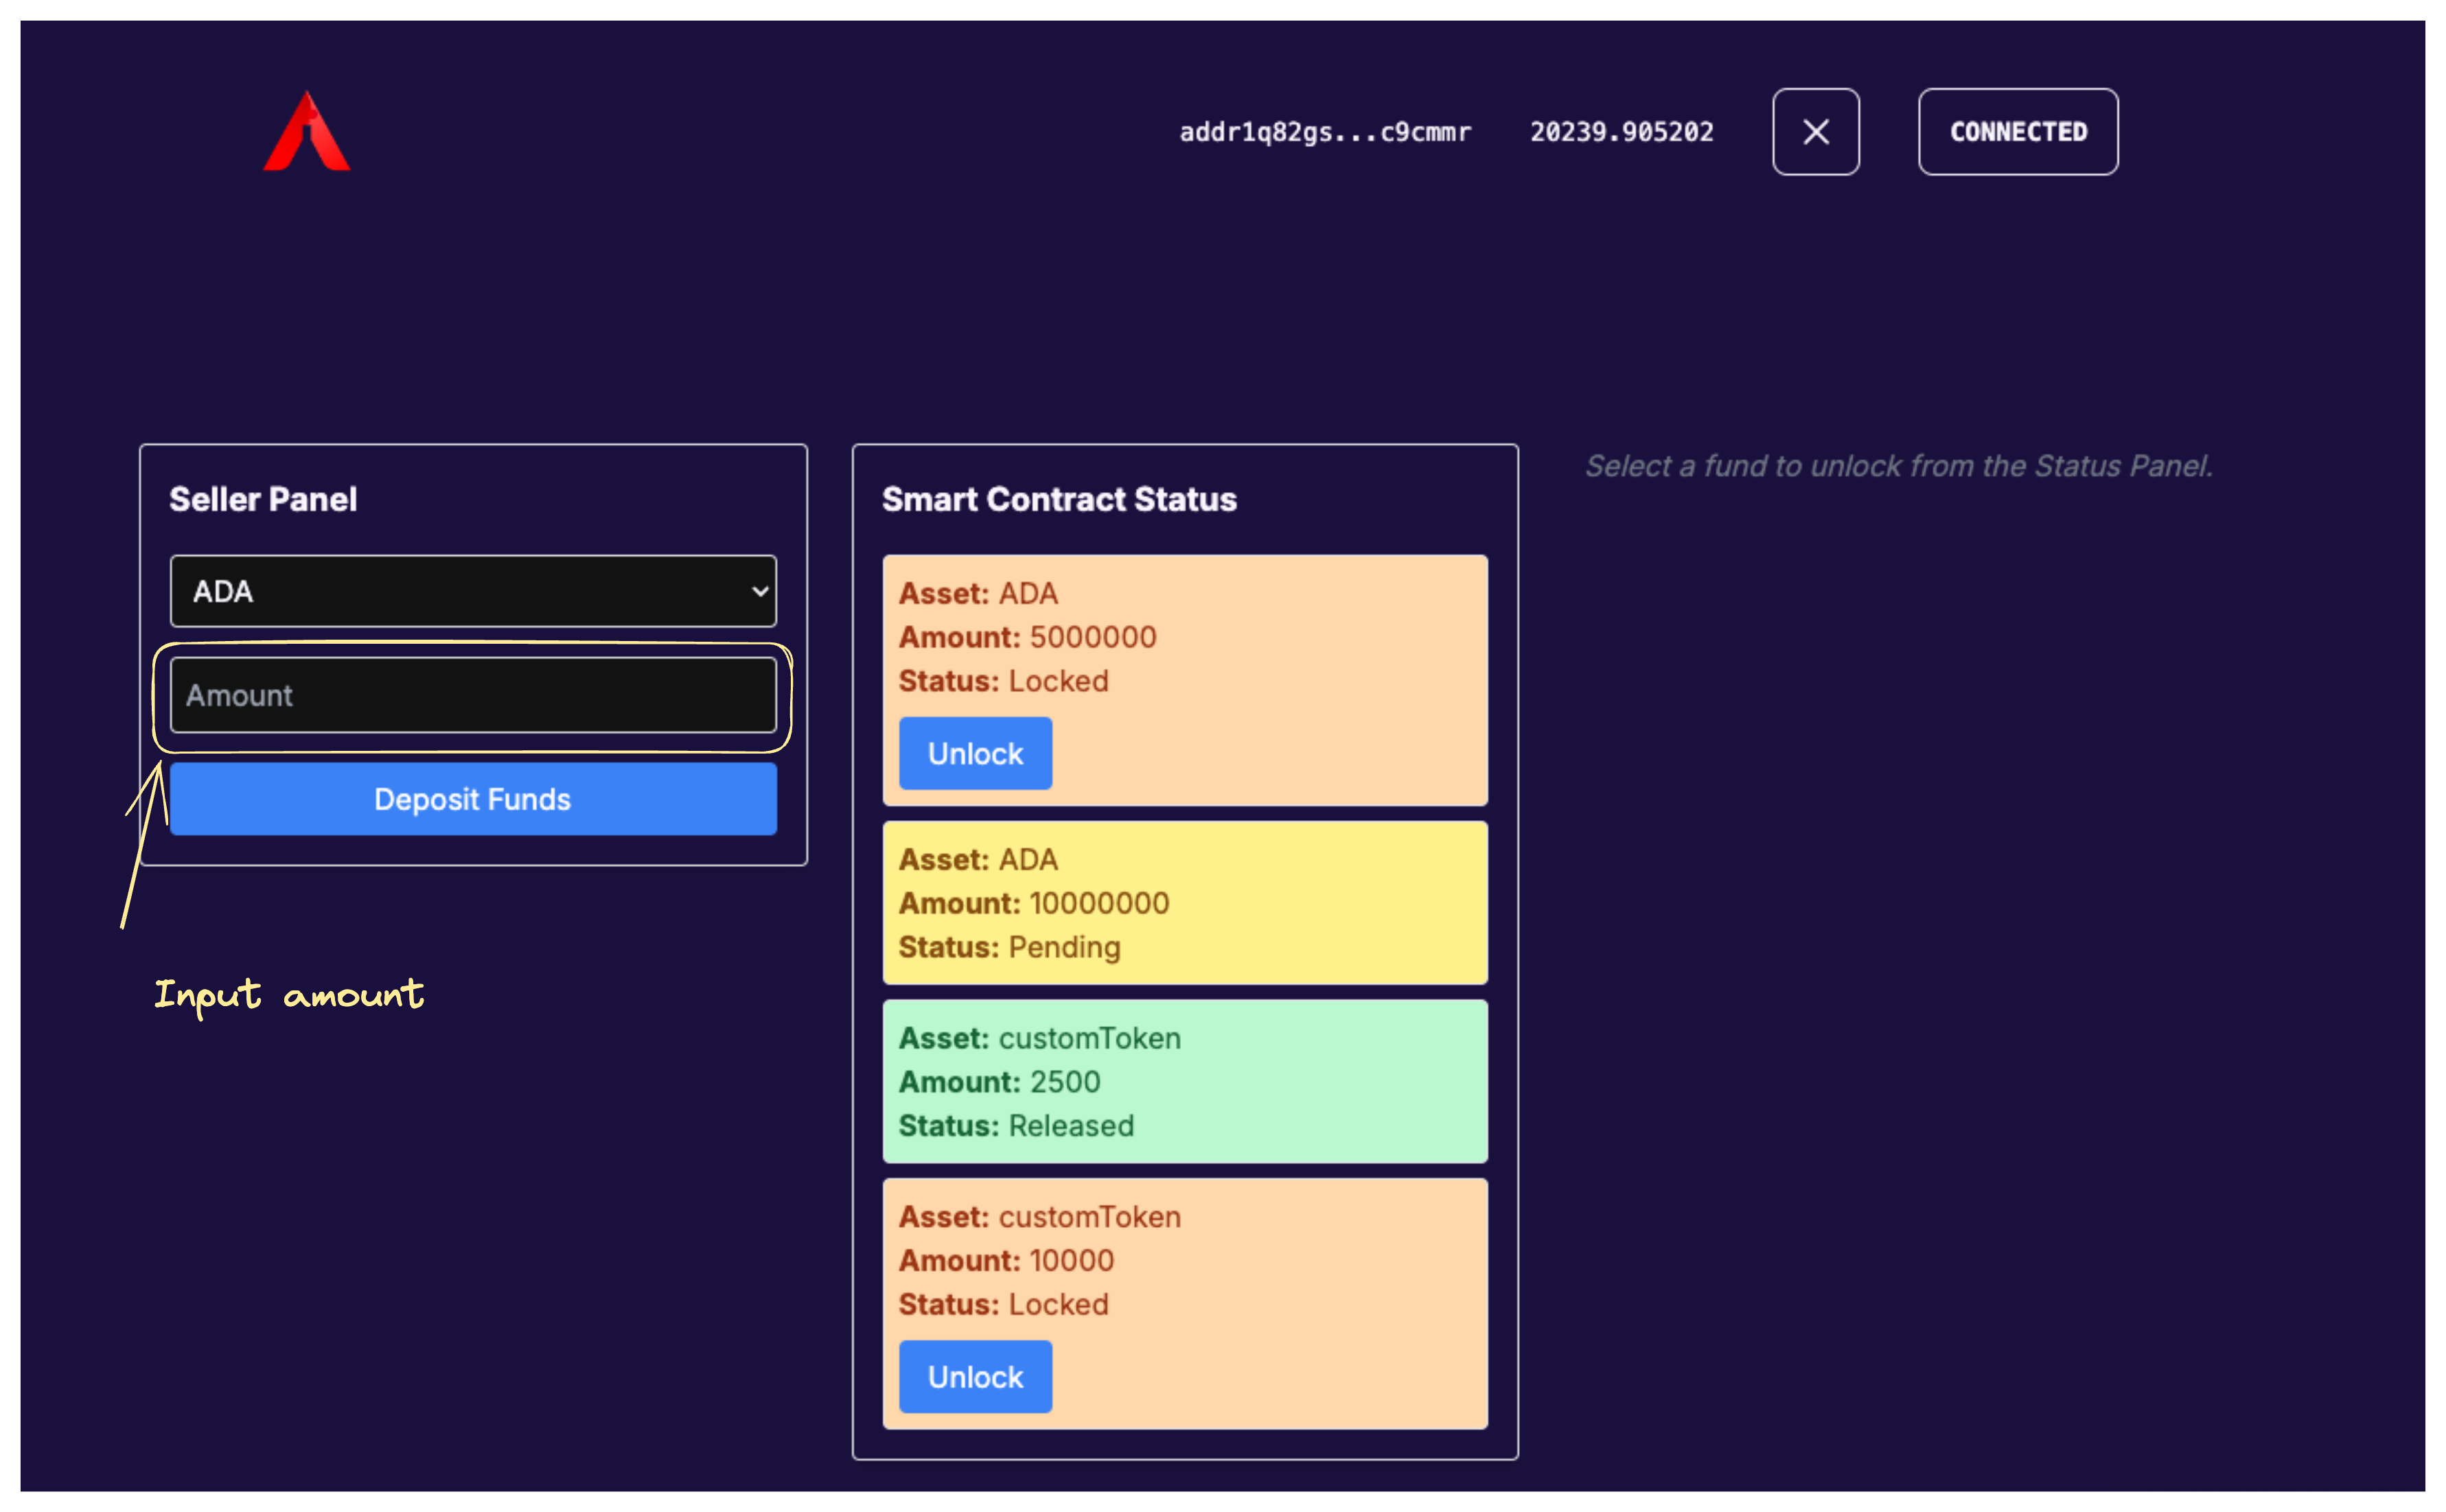 addr1q82gs...c9cmmr 20239.905202 CONNECTED
Seller Panel
ADA
Amount
Deposit Funds
Input amount
Smart Contract Status
Asset: ADA
Amount: 5000000
Status: Locked
Unlock
Asset: ADA
Amount: 10000000
Status: Pending
Asset: customToken
Amount: 2500
Status: Released
Asset: customToken
Amount: 10000
Status: Locked
Unlock
Select a fund to unlock from the Status Panel.